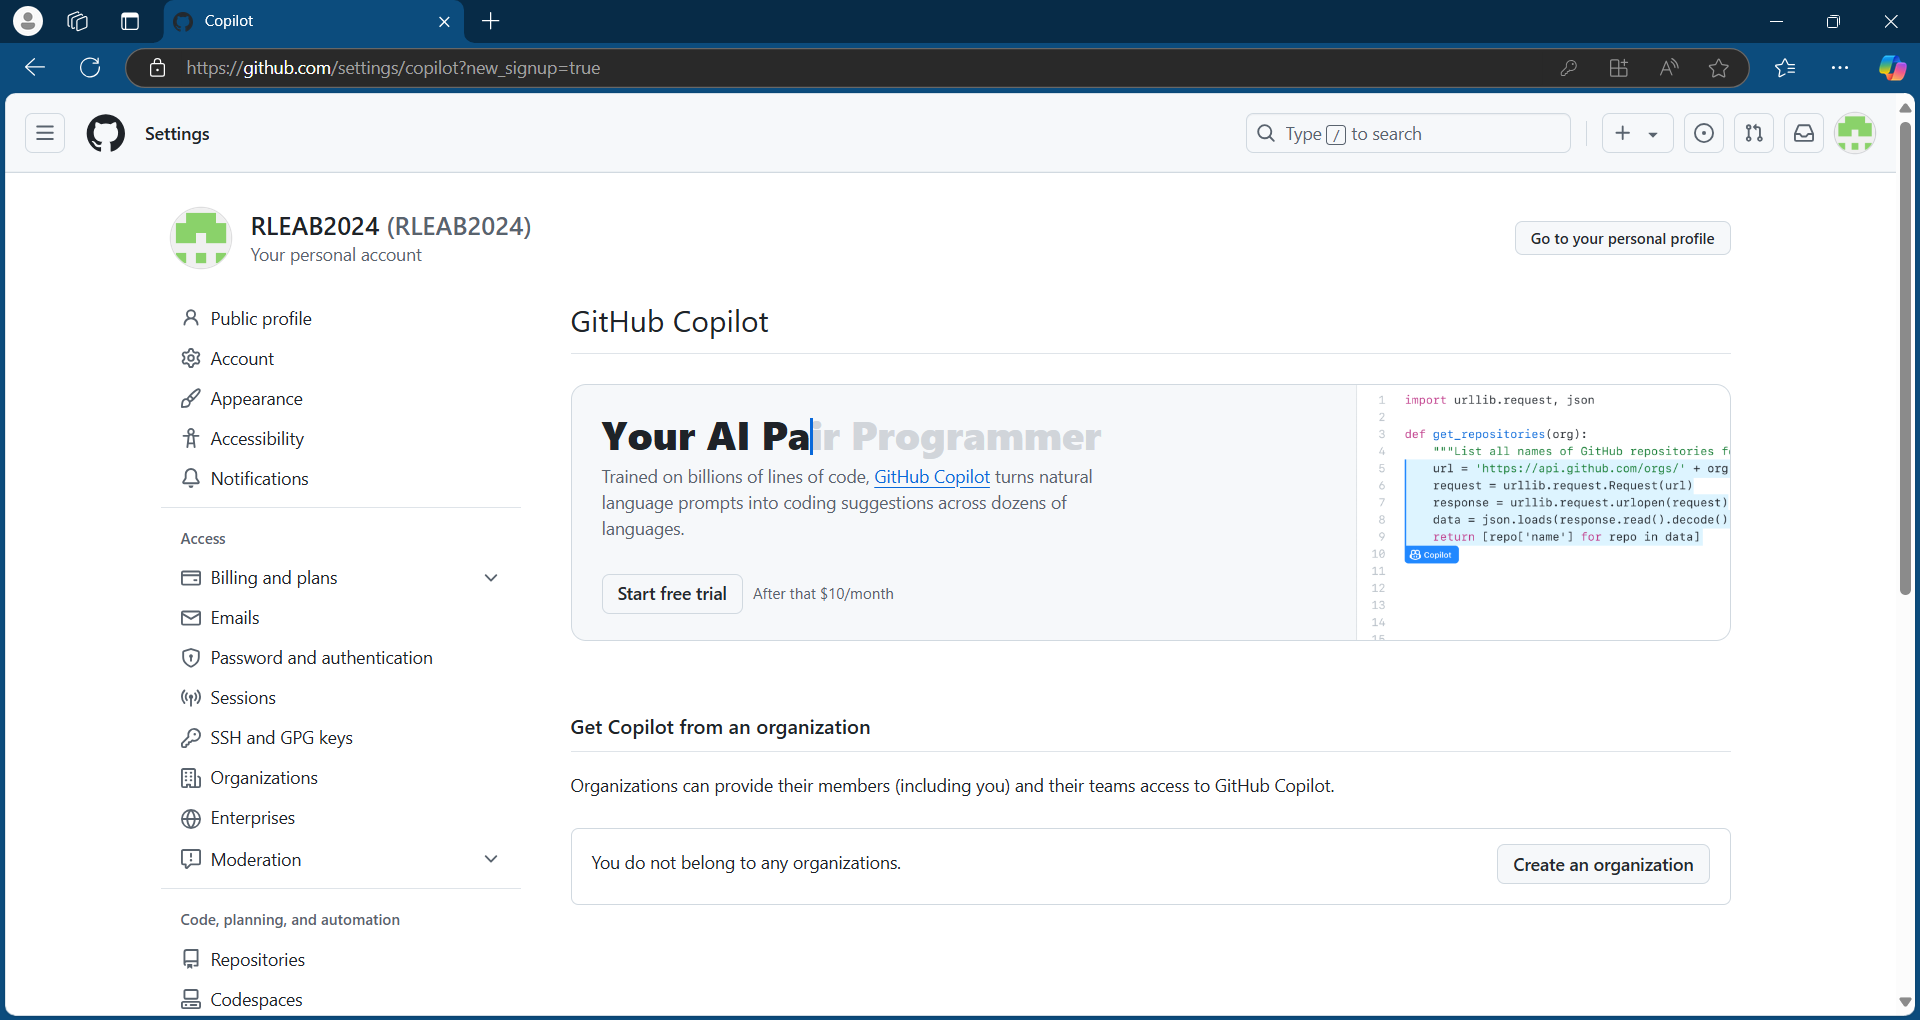 Copilot
https://github.com/settings/copilot?new_signup=true
Settings
Type / to search
RLEAB2024 (RLEAB2024)
Your personal account
Go to your personal profile
Public profile
Account
Appearance
Accessibility
Notifications
Access
Billing and plans
Emails
Password and authentication
Sessions
SSH and GPG keys
Organizations
Enterprises
Moderation
Code, planning, and automation
Repositories
Codespaces
GitHub Copilot
Your AI Pair Programmer
Trained on billions of lines of code, GitHub Copilot turns natural
language prompts into coding suggestions across dozens of
languages.
Start free trial
After that $10/month
1 import urllib.request, json
2
3 def get_repositories(org):
4 """List all names of GitHub repositories f
5 url = 'https://api.github.com/orgs/' + org
6 request = urllib.request.Request(url)
7 response = urllib.request.urlopen(request)
8 data = json.loads(response.read().decode()
9 return [repo['name'] for repo in data]
10 Copilot
11
12
13
14
15
Get Copilot from an organization
Organizations can provide their members (including you) and their teams access to GitHub Copilot.
You do not belong to any organizations.
Create an organization